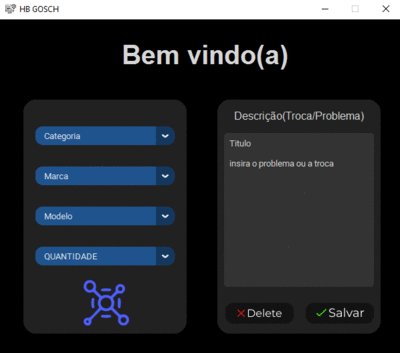 HB GOSCH
Bem vindo(a)
Categoria
Marca
Modelo
QUANTIDADE
Descrição(Troca/Problema)
Titulo
insira o problema ou a troca
Delete
Salvar